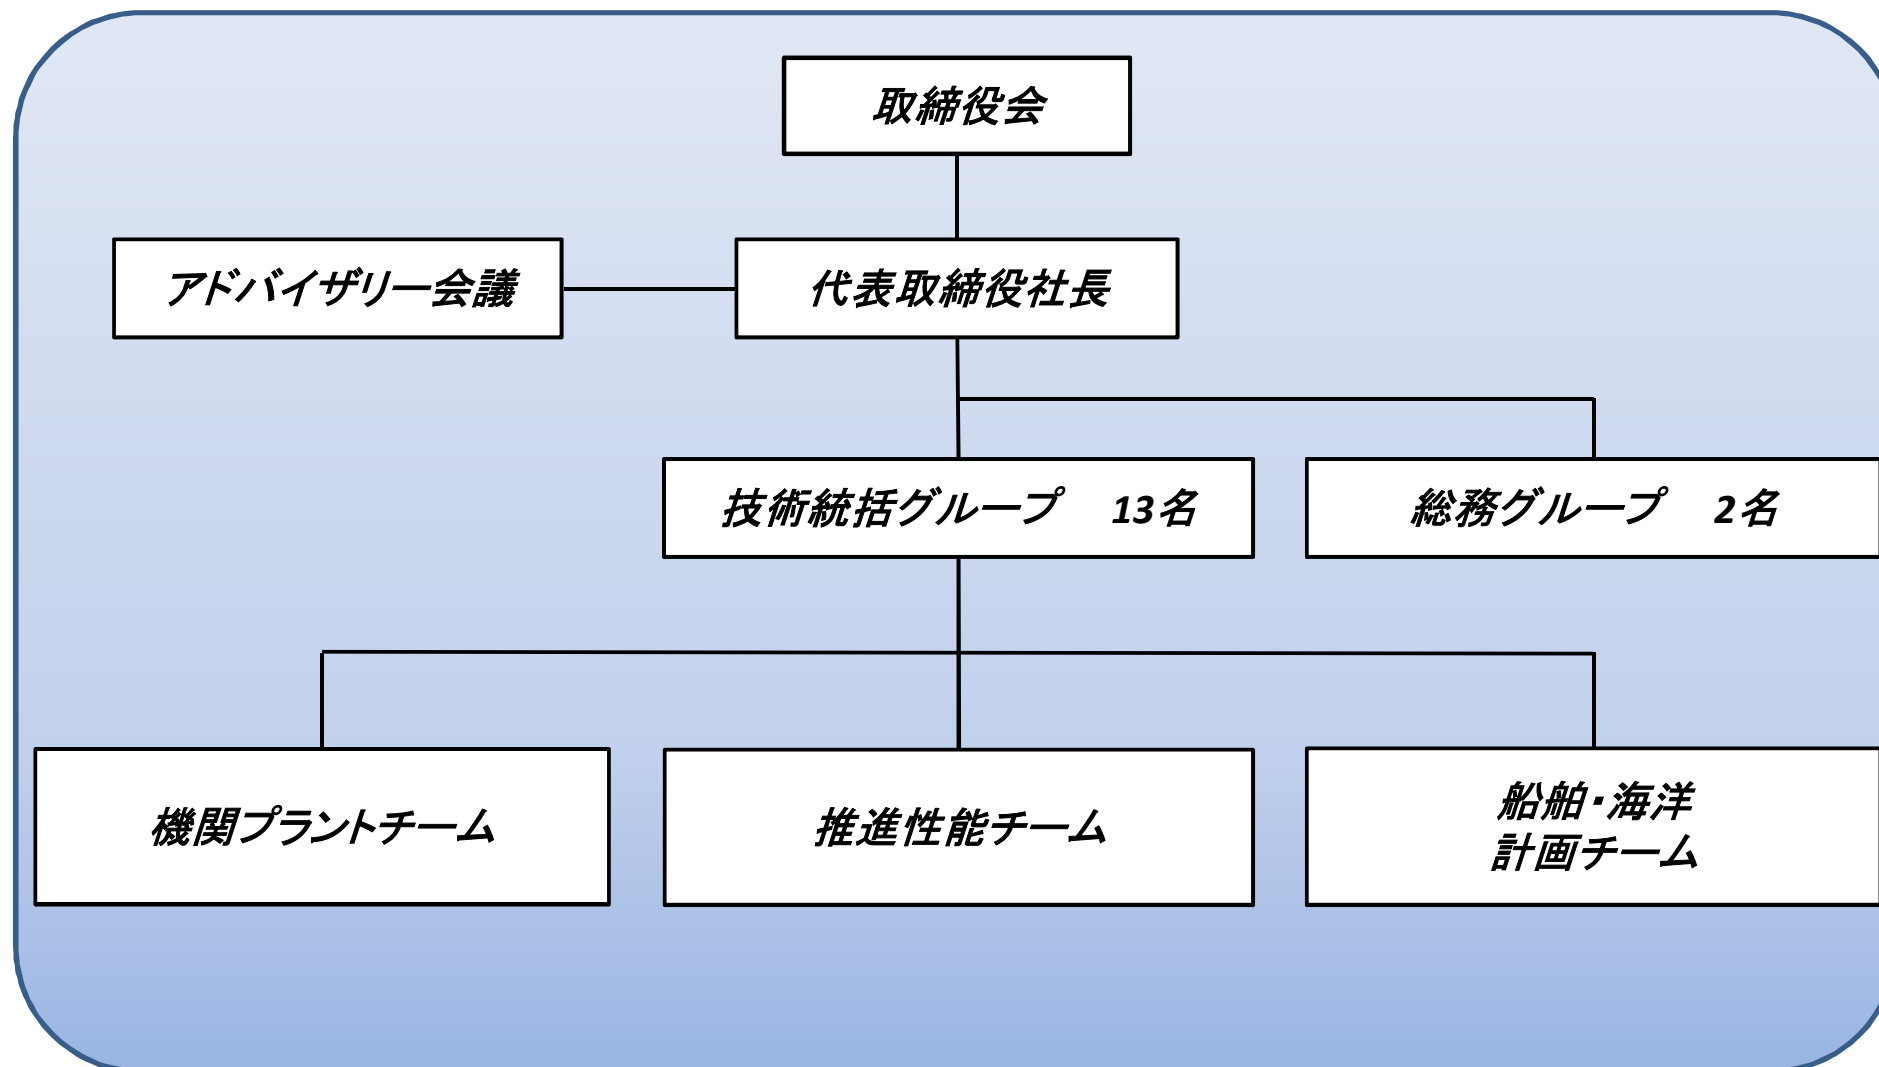 取締役会
アドバイザリー会議
代表取締役社長
技術統括グループ　13名
総務グループ　2名
機関プラントチーム
推進性能チーム
船舶・海洋
計画チーム